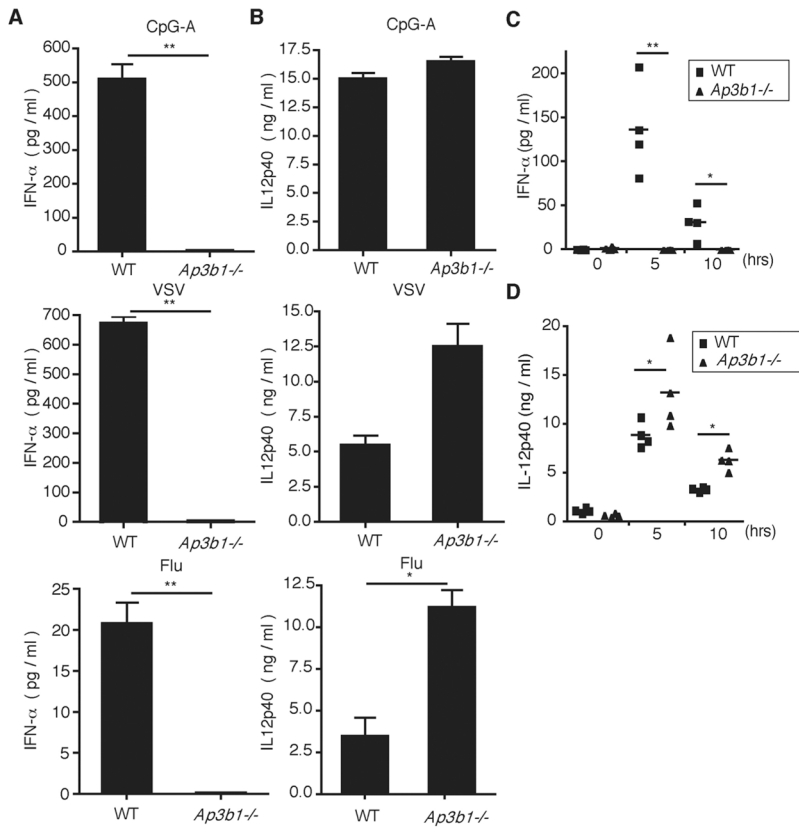 A
CpG-A
**
IFN-α ( pg / ml )
600
500
400
300
200
100
0
WT
Ap3b1-/-
VSV
**
IFN-α ( pg / ml )
700
600
500
400
300
200
100
0
WT
Ap3b1-/-
Flu
**
IFN-α ( pg / ml )
25
20
15
10
5
0
WT
Ap3b1-/-
B
CpG-A
IL12p40 ( ng / ml )
17.5
15.0
12.5
10.0
7.5
5.0
2.5
0.0
WT
Ap3b1-/-
VSV
IL12p40 ( ng / ml )
15.0
12.5
10.0
7.5
5.0
2.5
0.0
WT
Ap3b1-/-
Flu
*
IL12p40 ( ng / ml )
12.5
10.0
7.5
5.0
2.5
0.0
WT
Ap3b1-/-
C
IFN-α (pg / ml)
200
150
100
50
0
**
*
WT
Ap3b1-/-
0
5
10
(hrs)
D
IL-12p40 (ng / ml)
20
15
10
5
0
*
*
WT
Ap3b1-/-
0
5
10
(hrs)